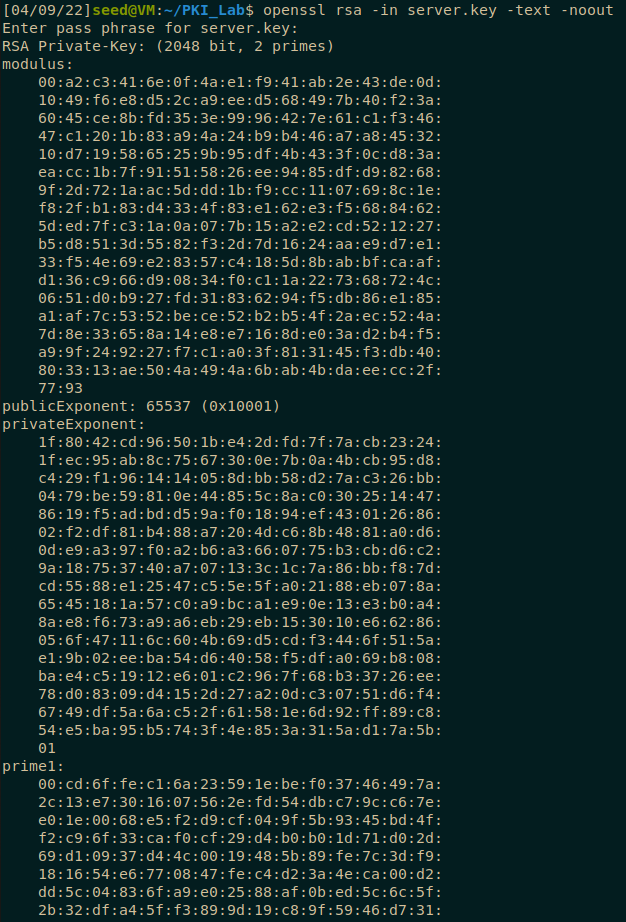 [04/09/22]seed@VM:~/PKI_Lab$ openssl rsa -in server.key -text -noout
Enter pass phrase for server.key:
RSA Private-Key: (2048 bit, 2 primes)
modulus:
    00:a2:c3:41:6e:0f:4a:e1:f9:41:ab:2e:43:de:0d:
    10:49:f6:e8:d5:2c:a9:ee:d5:68:49:7b:40:f2:3a:
    60:45:ce:8b:fd:35:3e:99:96:42:7e:61:c1:f3:46:
    47:c1:20:1b:83:a9:4a:24:b9:b4:46:a7:a8:45:32:
    10:d7:19:58:65:25:9b:95:df:4b:43:3f:0c:d8:3a:
    ea:cc:1b:7f:91:51:58:26:ee:94:85:df:d9:82:68:
    9f:2d:72:1a:ac:5d:dd:1b:f9:cc:11:07:69:8c:1e:
    f8:2f:b1:83:d4:33:4f:83:e1:62:e3:f5:68:84:62:
    5d:ed:7f:c3:1a:0a:07:7b:15:a2:e2:cd:52:12:27:
    b5:d8:51:3d:55:82:f3:2d:7d:16:24:aa:e9:d7:e1:
    33:f5:4e:69:e2:83:57:c4:18:5d:8b:ab:bf:ca:af:
    d1:36:c9:66:d9:08:34:f0:c1:1a:22:73:68:72:4c:
    06:51:d0:b9:27:fd:31:83:62:94:f5:db:86:e1:85:
    a1:af:7c:53:52:be:ce:52:b2:b5:4f:2a:ec:52:4a:
    7d:8e:33:65:8a:14:e8:e7:16:8d:e0:3a:d2:b4:f5:
    a9:9f:24:92:27:f7:c1:a0:3f:81:31:45:f3:db:40:
    80:33:13:ae:50:4a:49:4a:6b:ab:4b:da:ee:cc:2f:
    77:93
publicExponent: 65537 (0x10001)
privateExponent:
    1f:80:42:cd:96:50:1b:e4:2d:fd:7f:7a:cb:23:24:
    1f:ec:95:ab:8c:75:67:30:0e:7b:0a:4b:cb:95:d8:
    c4:29:f1:96:14:14:05:8d:bb:58:d2:7a:c3:26:bb:
    04:79:be:59:81:0e:44:85:5c:8a:c0:30:25:14:47:
    86:19:f5:ad:bd:d5:9a:f0:18:94:ef:43:01:26:86:
    02:f2:df:81:b4:88:a7:20:4d:c6:8b:48:81:a0:d6:
    0d:e9:a3:97:f0:a2:b6:a3:66:07:75:b3:cb:d6:c2:
    9a:18:75:37:40:a7:07:13:3c:1c:7a:86:bb:f8:7d:
    cd:55:88:e1:25:47:c5:5e:5f:a0:21:88:eb:07:8a:
    65:45:18:1a:57:c0:a9:bc:a1:e9:0e:13:e3:b0:a4:
    8a:e8:f6:73:a9:a6:eb:29:eb:15:30:10:e6:62:86:
    05:6f:47:11:6c:60:4b:69:d5:cd:f3:44:6f:51:5a:
    e1:9b:02:ee:ba:54:d6:40:58:f5:df:a0:69:b8:08:
    ba:e4:c5:19:12:e6:01:c2:96:7f:68:b3:37:26:ee:
    78:d0:83:09:d4:15:2d:27:a2:0d:c3:07:51:d6:f4:
    67:49:df:5a:6a:c5:2f:61:58:1e:6d:92:ff:89:c8:
    54:e5:ba:95:b5:74:3f:4e:85:3a:31:5a:d1:7a:5b:
    01
prime1:
    00:cd:6f:fe:c1:6a:23:59:1e:be:f0:37:46:49:7a:
    2c:13:e7:30:16:07:56:2e:fd:54:db:c7:9c:c6:7e:
    e0:1e:00:68:e5:f2:d9:cf:04:9f:5b:93:45:bd:4f:
    f2:c9:6f:33:ca:f0:cf:29:d4:b0:b0:1d:71:d0:2d:
    69:d1:09:37:d4:4c:00:19:48:5b:89:fe:7c:3d:f9:
    18:16:54:e6:77:08:47:fe:c4:d2:3a:4e:ca:00:d2:
    dd:5c:04:83:6f:a9:e0:25:88:af:0b:ed:5c:6c:5f:
    2b:32:df:a4:5f:f3:89:9d:19:c8:9f:59:46:d7:31: